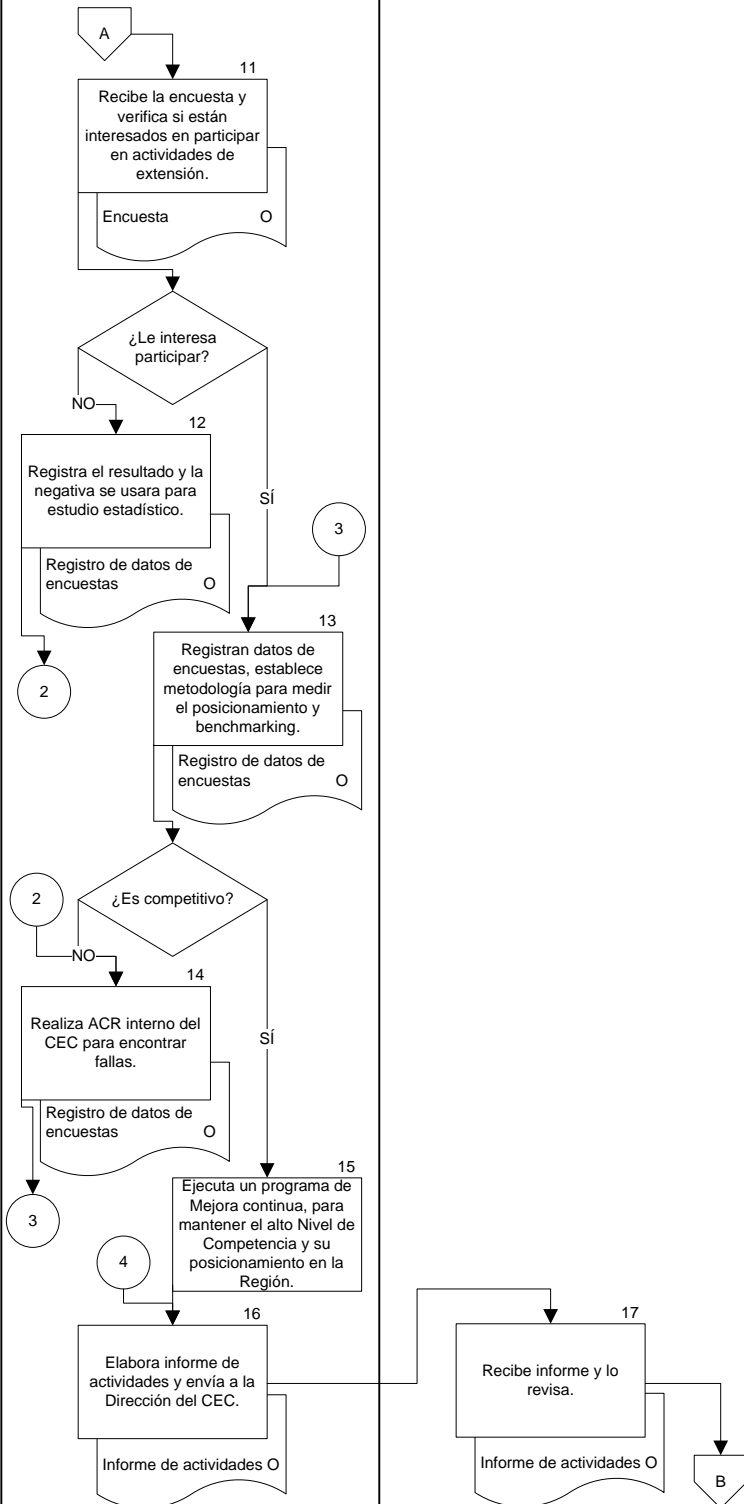 A
11
Recibe la encuesta y
verifica si están
interesados en participar
en actividades de
extensión.
Encuesta O
¿Le interesa
participar?
NO
12
Registra el resultado y la
negativa se usara para
estudio estadístico.
SÍ
3
Registro de datos de
encuestas O
13
2
Registran datos de
encuestas, establece
metodología para medir
el posicionamiento y
benchmarking.
Registro de datos de
encuestas O
2
¿Es competitivo?
NO
14
Realiza ACR interno del
CEC para encontrar
fallas.
SÍ
Registro de datos de
encuestas O
15
3
Ejecuta un programa de
Mejora continua, para
mantener el alto Nivel de
Competencia y su
posicionamiento en la
Región.
4
16
Elabora informe de
actividades y envía a la
Dirección del CEC.
Informe de actividades O
17
Recibe informe y lo
revisa.
Informe de actividades O
B